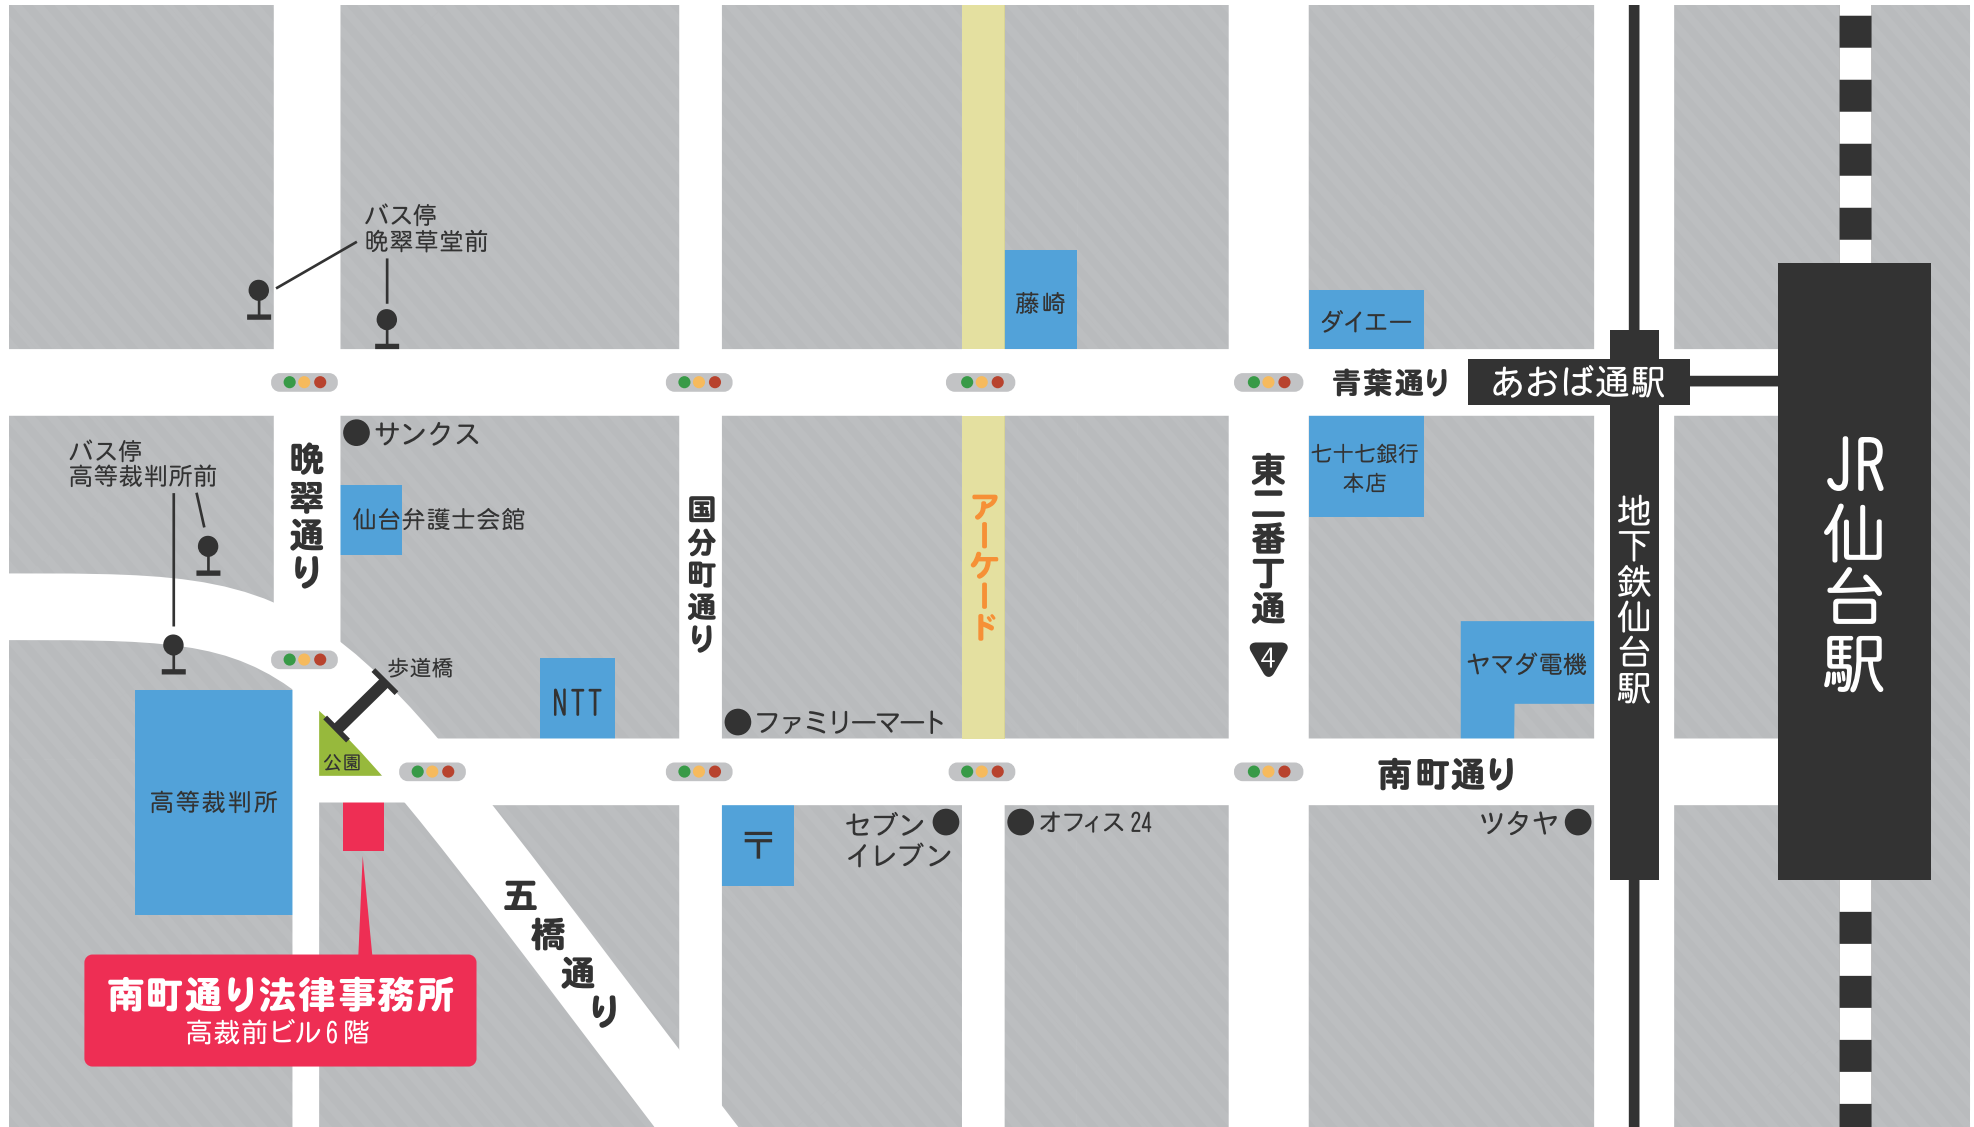 バス停
晩翠草堂前
藤崎
ダイエー
青葉通り
あおば通駅
サンクス
バス停
高等裁判所前
晩翠通り
仙台弁護士会館
国分町通り
アーケード
東二番丁通
4
七十七銀行
本店
地下鉄仙台駅
JR仙台駅
歩道橋
NTT
ファミリーマート
ヤマダ電機
公園
南町通り
高等裁判所
〒
セブン
イレブン
オフィス24
ツタヤ
五橋通り
南町通り法律事務所
高裁前ビル6階